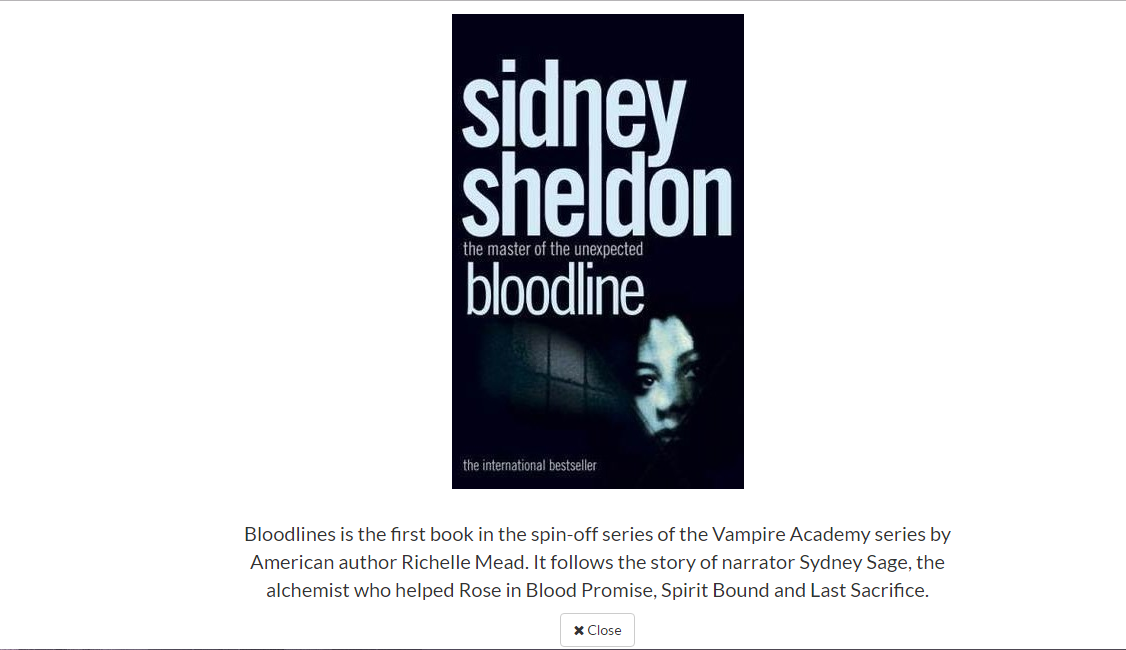 sidney
sheldon
the master of the unexpected
bloodline
the international bestseller
Bloodlines is the first book in the spin-off series of the Vampire Academy series by
American author Richelle Mead. It follows the story of narrator Sydney Sage, the
alchemist who helped Rose in Blood Promise, Spirit Bound and Last Sacrifice.
✖ Close